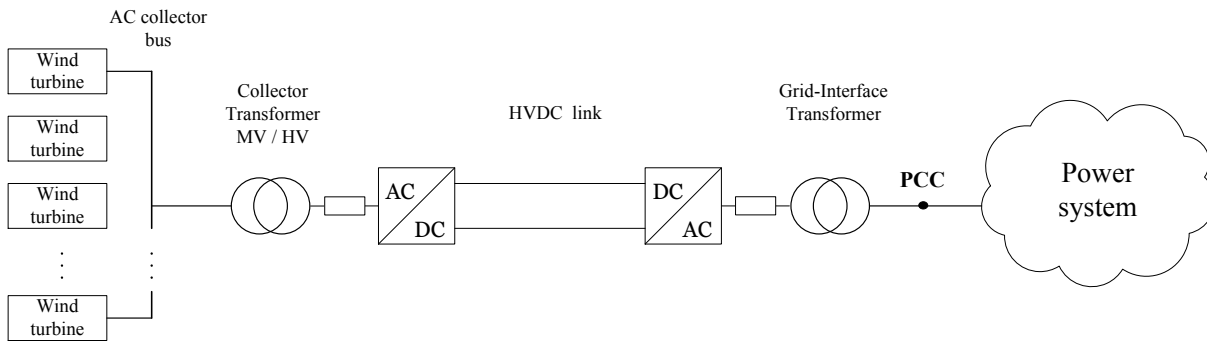 AC collector
bus
Wind
turbine
Wind
turbine
Wind
turbine
Wind
turbine
Collector
Transformer
MV / HV
AC
DC
HVDC link
DC
AC
Grid-Interface
Transformer
PCC
Power
system